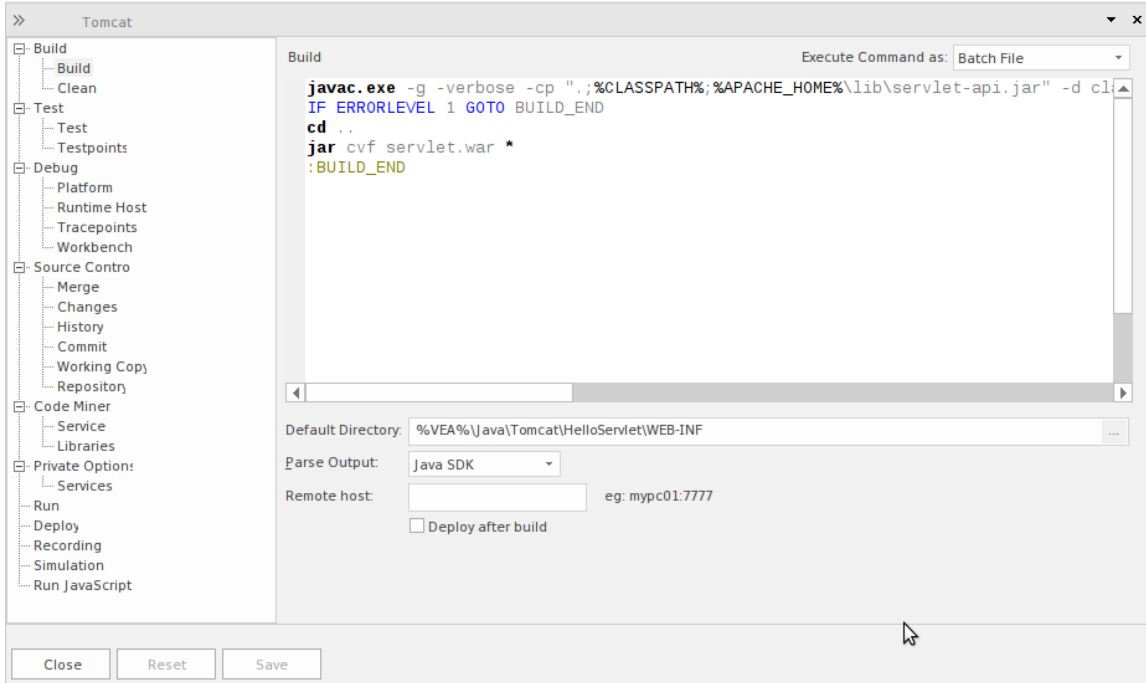 Tomcat
Build
Build
Clean
Test
Test
Testpoints
Debug
Platform
Runtime Host
Tracepoints
Workbench
Source Contro
Merge
Changes
History
Commit
Working Copy
Repository
Code Miner
Service
Libraries
Private Options
Services
Run
Deploy
Recording
Simulation
Run JavaScript
Build
Execute Command as: Batch File
javac.exe -g -verbose -cp ".;%CLASSPATH%;%APACHE_HOME%\lib\servlet-api.jar" -d cla
IF ERRORLEVEL 1 GOTO BUILD_END
cd ..
jar cvf servlet.war *
:BUILD_END
Default Directory: %VEA%\Java\Tomcat\HelloServlet\WEB-INF ...
Parse Output: Java SDK
Remote host: eg: mypc01:7777
Deploy after build
Close Reset Save